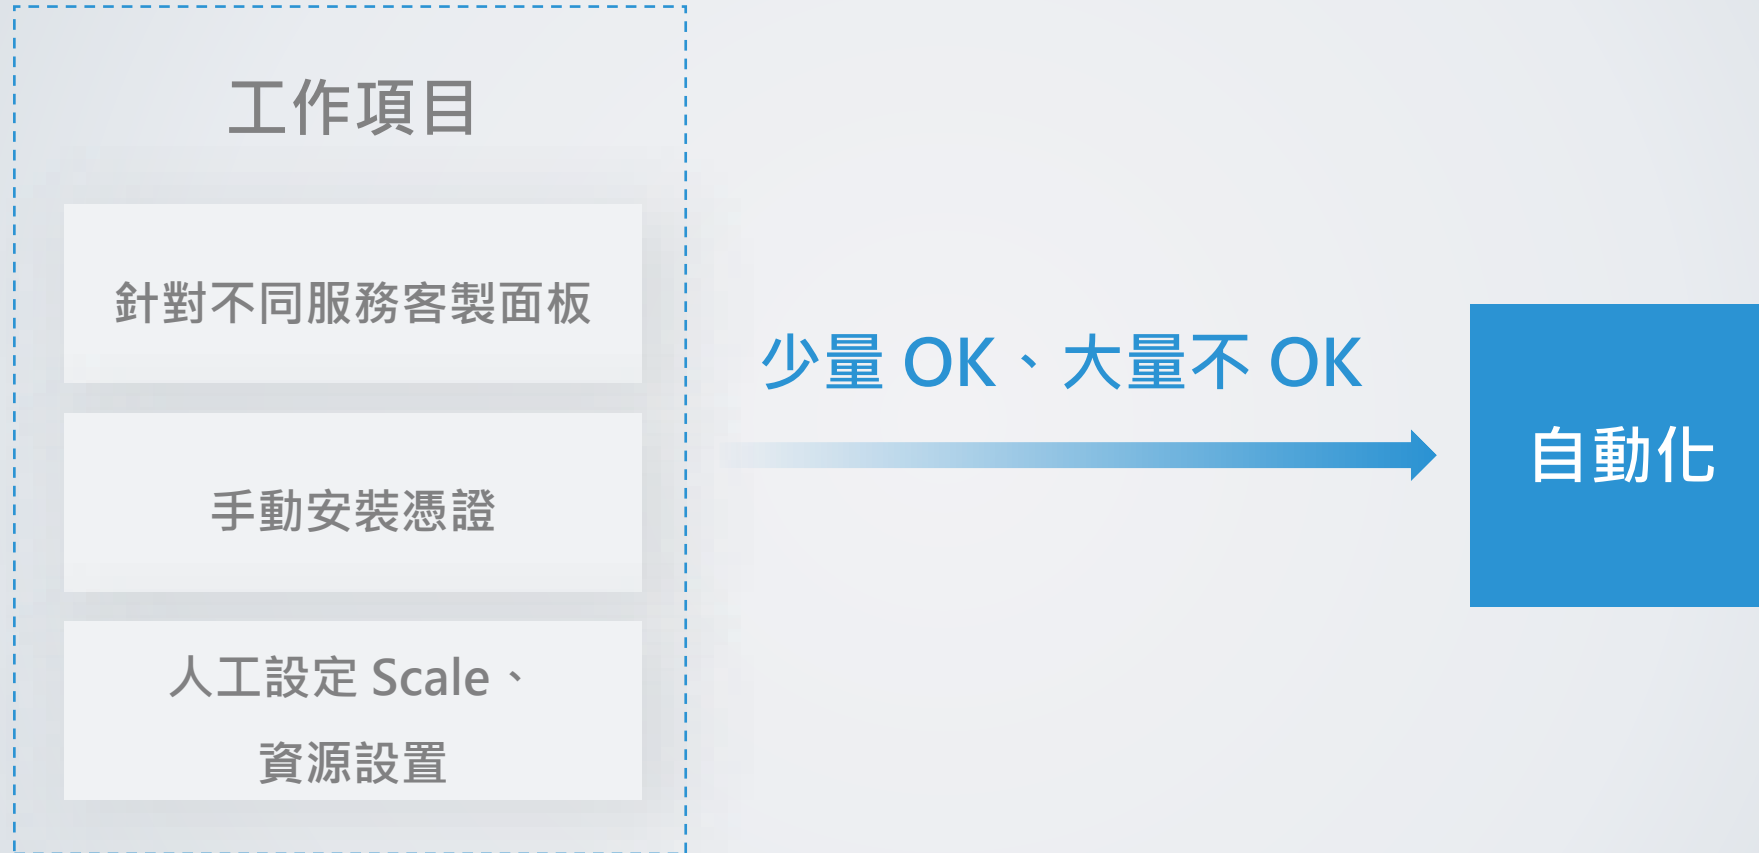 工作項目
針對不同服務客製面板
手動安裝憑證
人工設定 Scale、
資源設置
少量 OK、大量不 OK
自動化